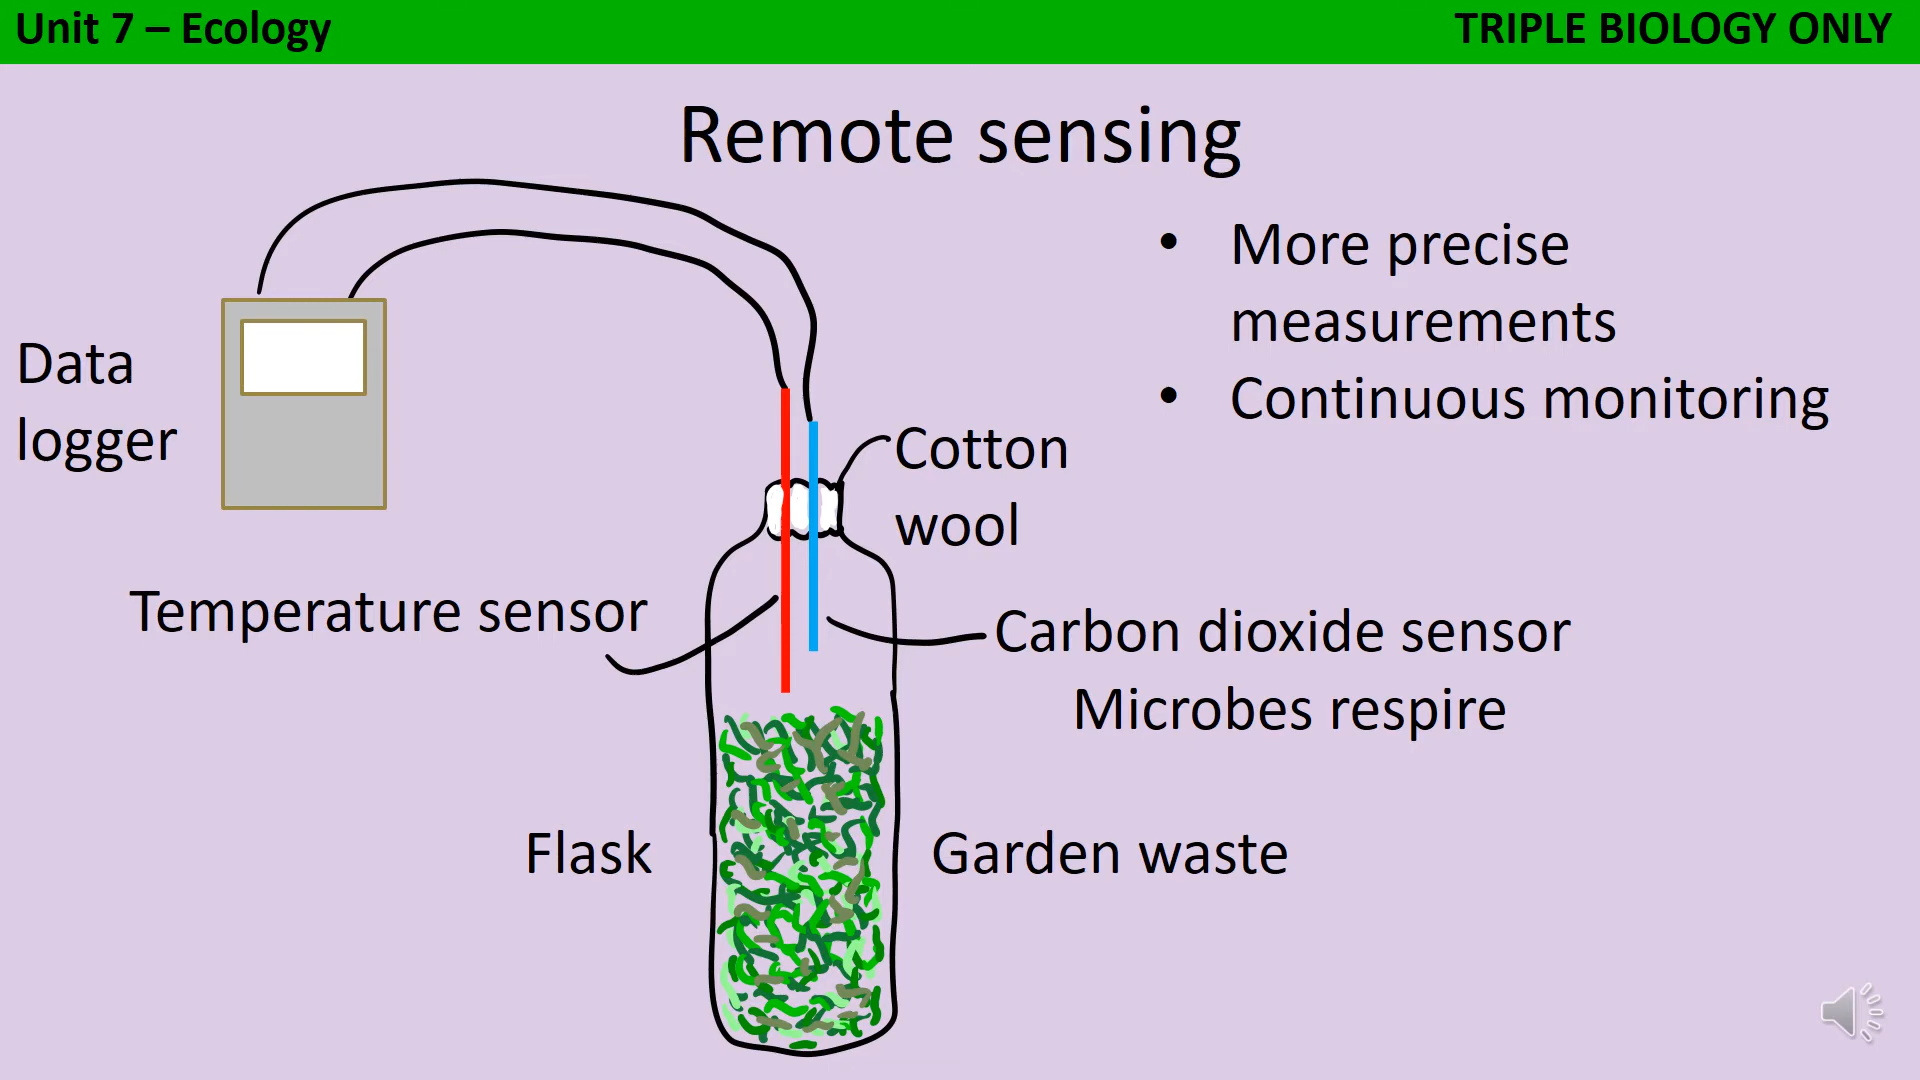 Unit 7 – Ecology
TRIPLE BIOLOGY ONLY
Remote sensing
• More precise
measurements
• Continuous monitoring
Data
logger
Cotton
wool
Temperature sensor
Carbon dioxide sensor
Microbes respire
Flask
Garden waste